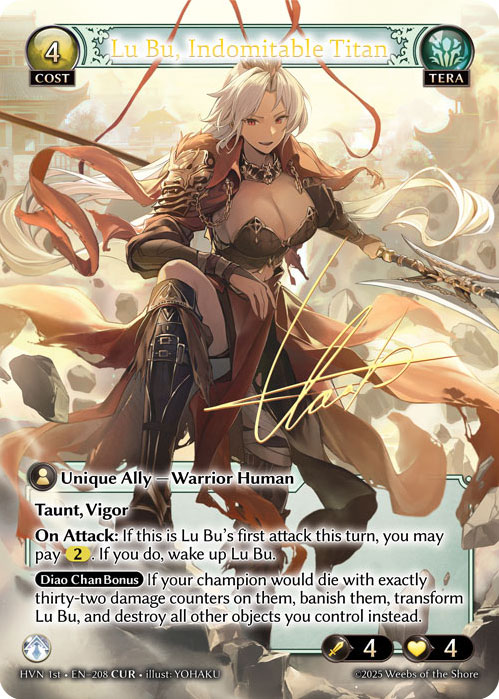 4
COST
Lu Bu, Indomitable Titan
TERA
Unique Ally — Warrior Human
Taunt, Vigor
On Attack: If this is Lu Bu's first attack this turn, you may
pay 2. If you do, wake up Lu Bu.
Diao Chan Bonus If your champion would die with exactly
thirty-two damage counters on them, banish them, transform
Lu Bu, and destroy all other objects you control instead.
4
4
HVN 1st • EN-208 CUR • illust: YOHAKU
©2025 Weebs of the Shore